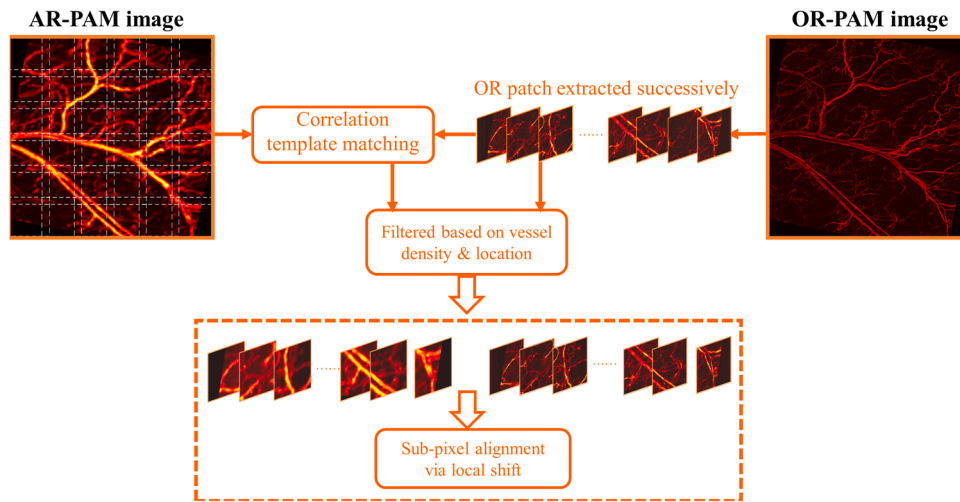 AR-PAM image
OR-PAM image
OR patch extracted successively
Correlation
template matching
......
Filtered based on vessel
density & location
......
......
Sub-pixel alignment
via local shift